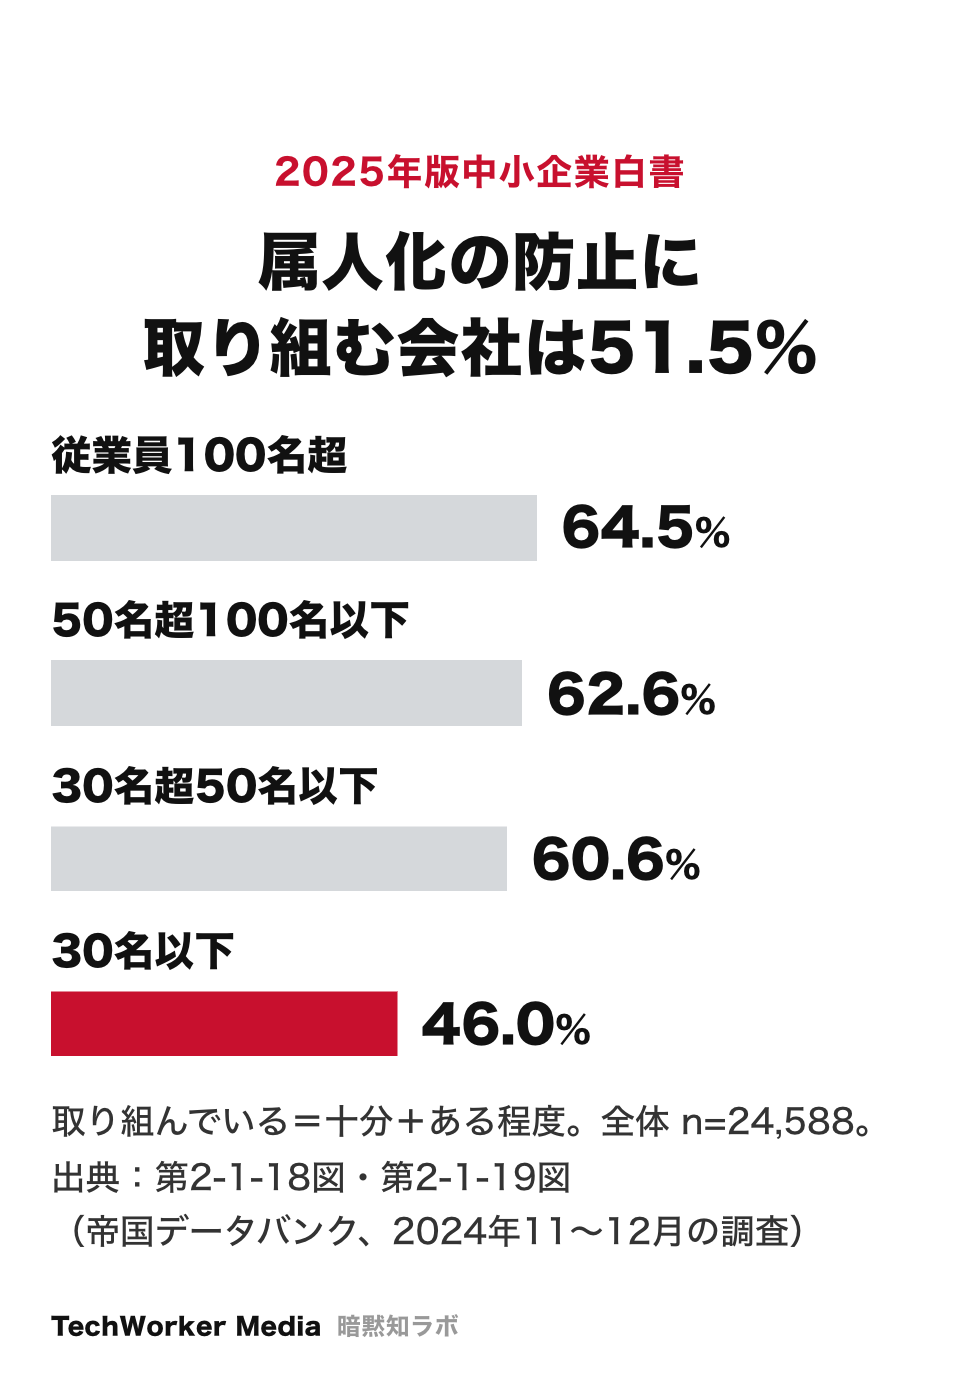 2025年版中小企業白書
属人化の防止に
取り組む会社は51.5%
従業員100名超
64.5%
50名超100名以下
62.6%
30名超50名以下
60.6%
30名以下
46.0%
取り組んでいる＝十分＋ある程度。全体 n=24,588。
出典：第2-1-18図・第2-1-19図
（帝国データバンク、2024年11〜12月の調査）
TechWorker Media 暗黙知ラボ